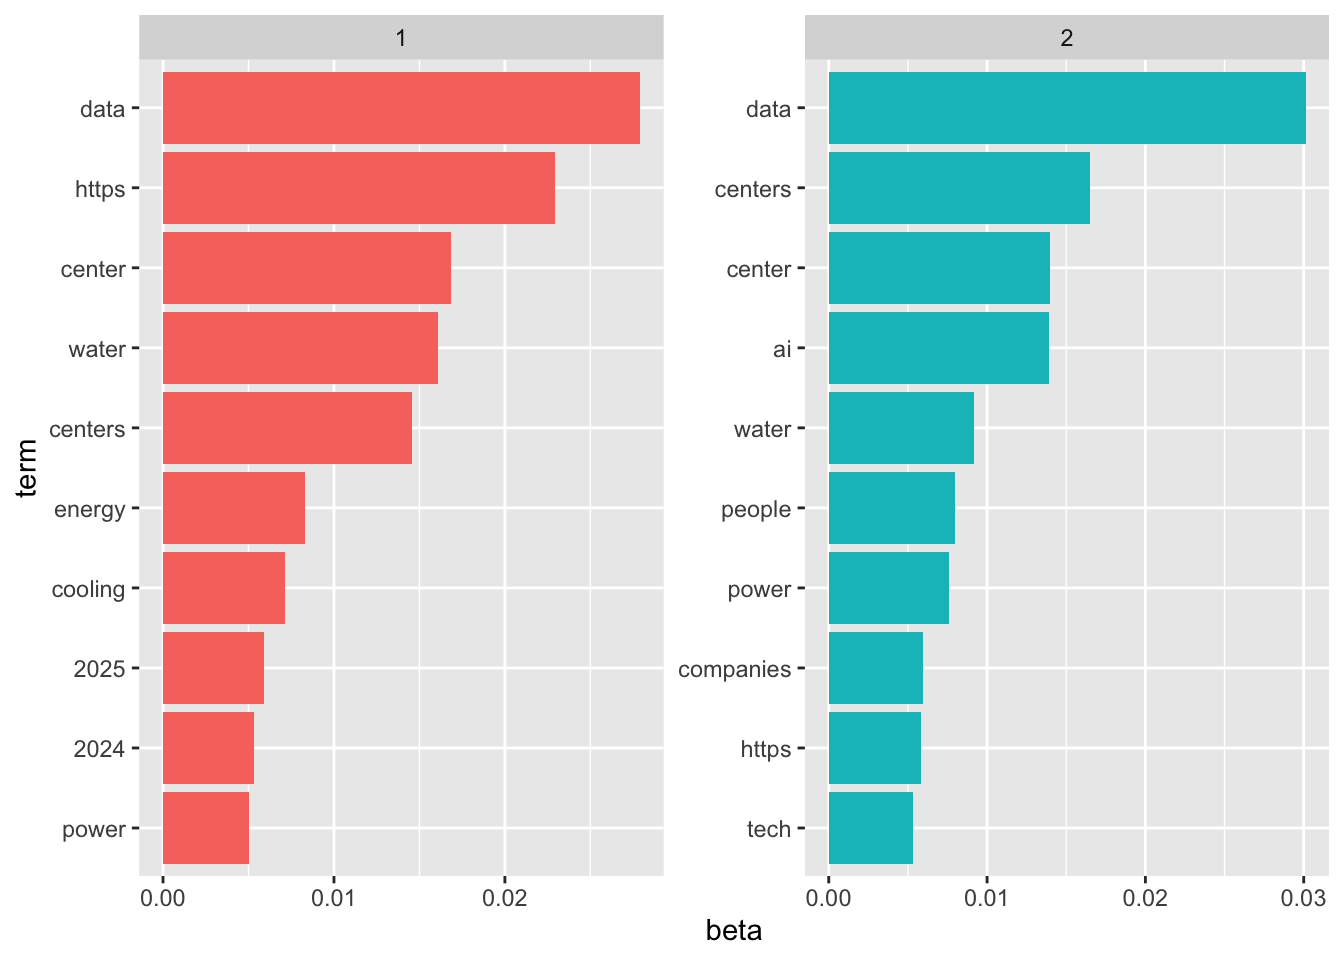 1
data
https
center
water
centers
energy
cooling
2025
2024
power
0.00 0.01 0.02
2
data
centers
center
ai
water
people
power
companies
https
tech
0.00 0.01 0.02 0.03
term
beta